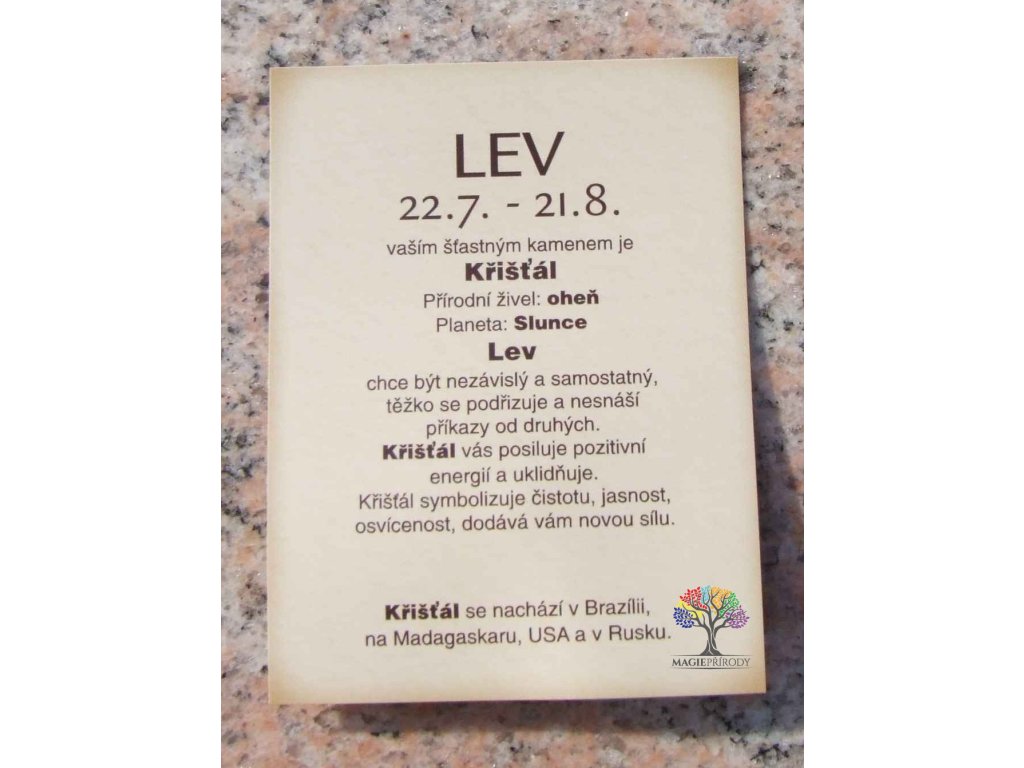 LEV
22.7. - 21.8.
vaším šťastným kamenem je
Křišťál
Přírodní živel: oheň
Planeta: Slunce
Lev
chce být nezávislý a samostatný,
těžko se podřizuje a nesnáší
příkazy od druhých.
Křišťál vás posiluje pozitivní
energií a uklidňuje.
Křišťál symbolizuje čistotu, jasnost,
osvícenost, dodává vám novou sílu.
Křišťál se nachází v Brazílii,
na Madagaskaru, USA a v Rusku.
MAGIEPŘÍRODY